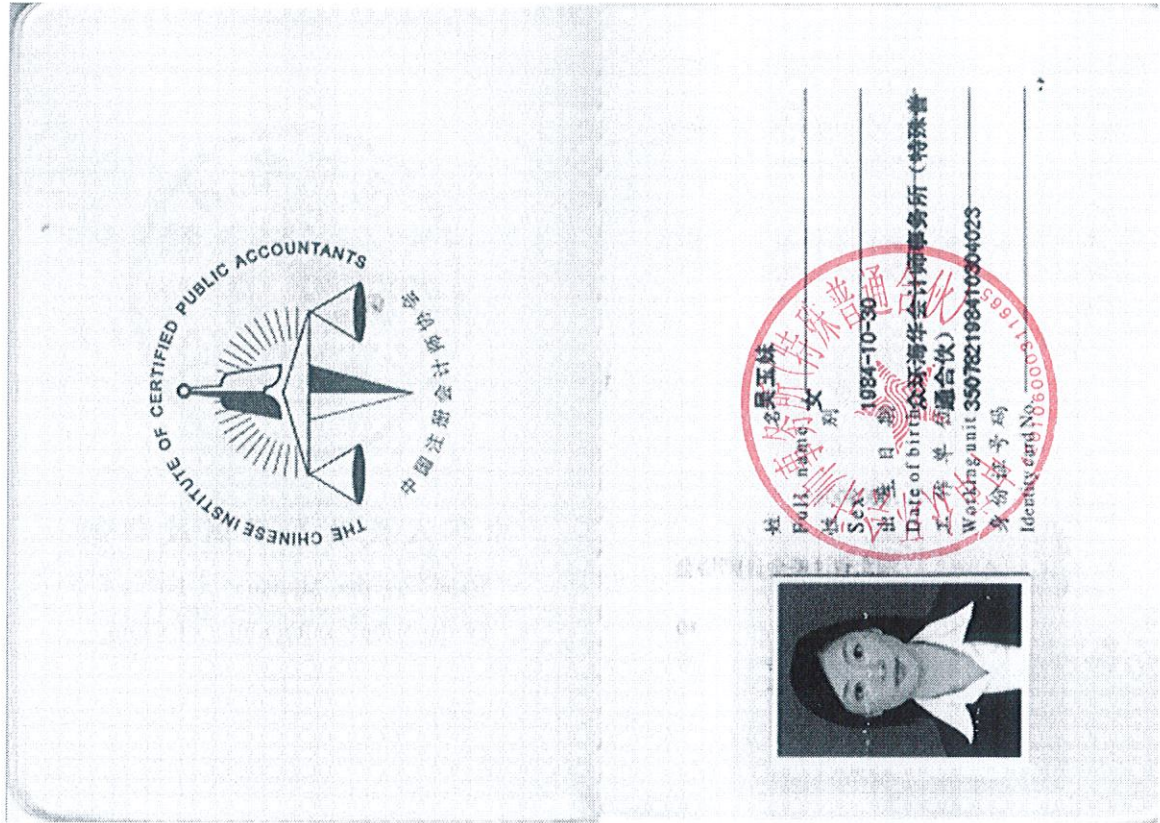 THE CHINESE INSTITUTE OF CERTIFIED PUBLIC ACCOUNTANTS
中国注册会计师协会
姓 名 吴玉妹
Full name
性 别 女
Sex
出 生 日 期 1984-10-30
Date of birth
工 作 单 位 众环海华会计师事务所（特殊普
通合伙）
Working unit
身份证号码 350782198410304023
Identity card No.